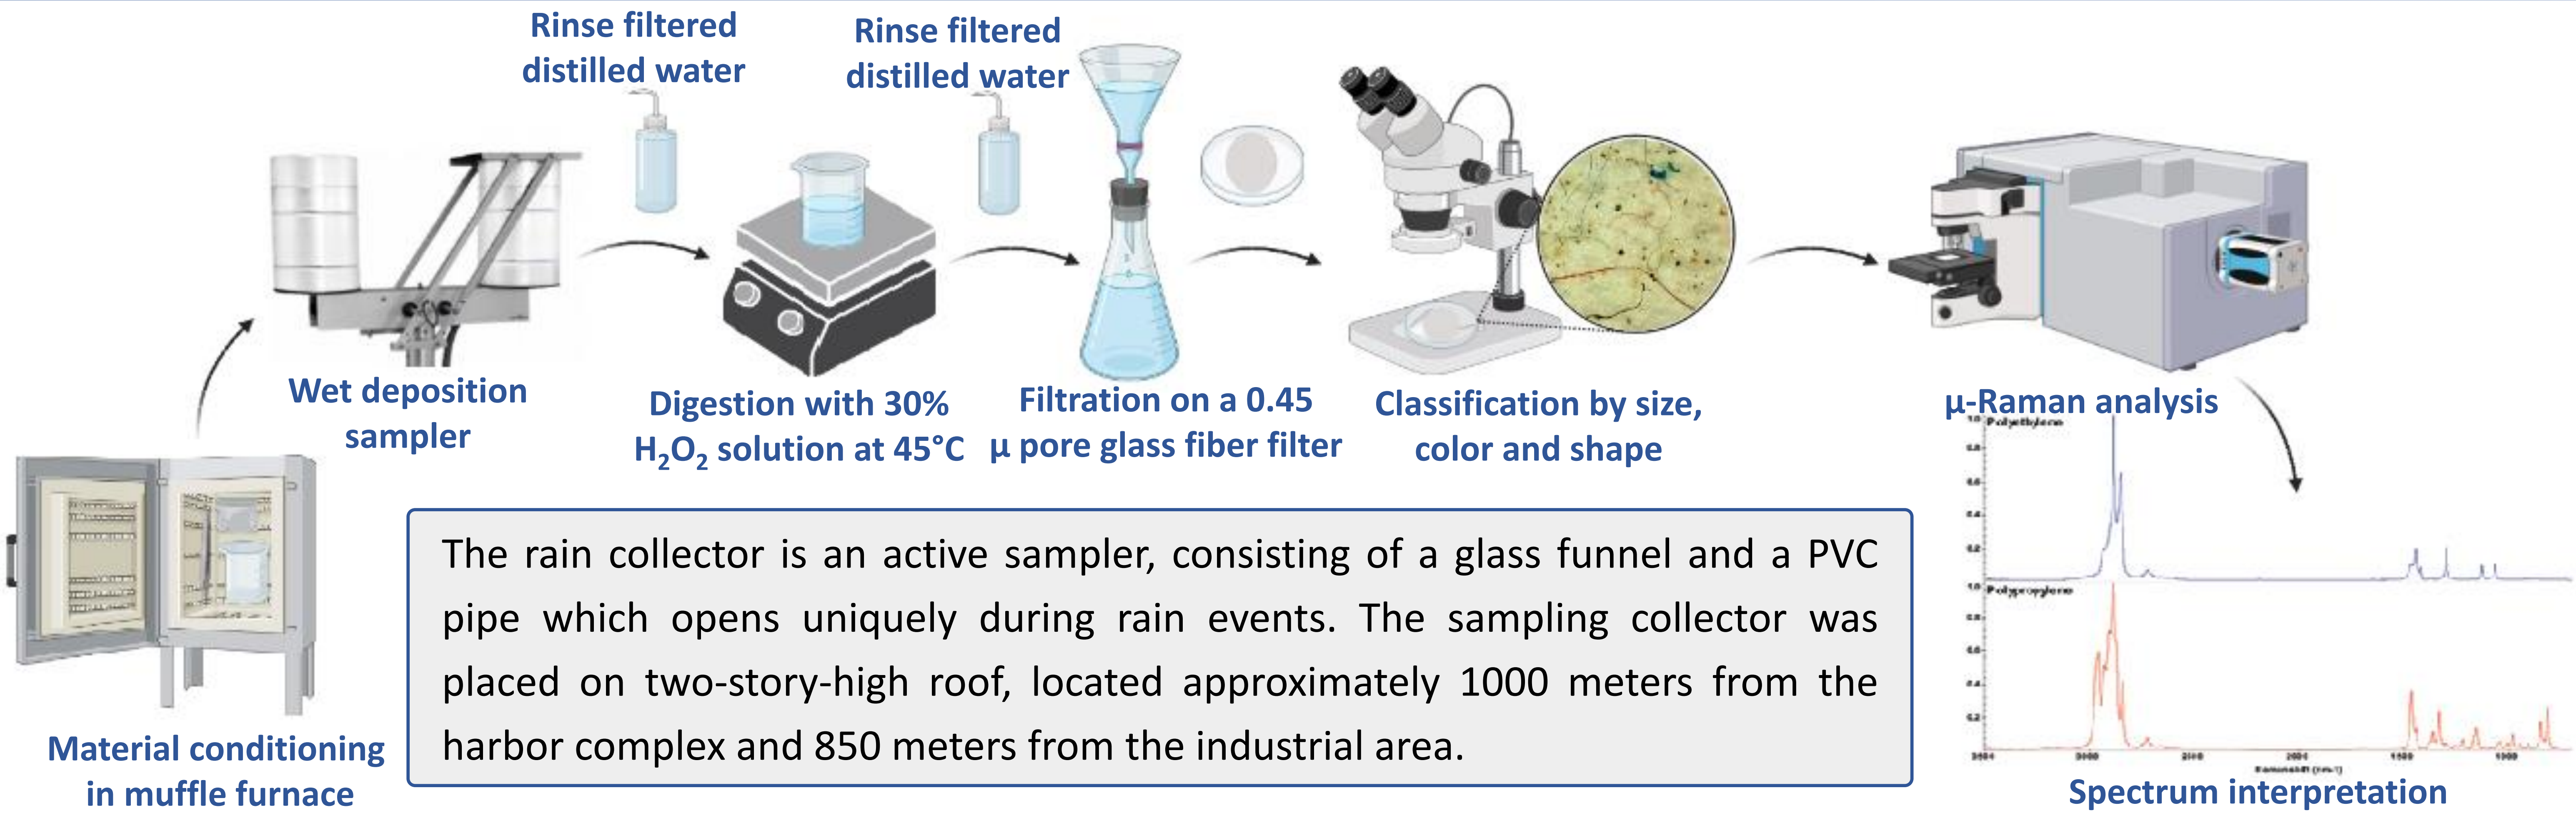 Rinse filtered
distilled water
Rinse filtered
distilled water
Wet deposition
sampler
Digestion with 30%
H₂O₂ solution at 45°C
Filtration on a 0.45
μ pore glass fiber filter
Classification by size,
color and shape
μ-Raman analysis
Material conditioning
in muffle furnace
The rain collector is an active sampler, consisting of a glass funnel and a PVC
pipe which opens uniquely during rain events. The sampling collector was
placed on two-story-high roof, located approximately 1000 meters from the
harbor complex and 850 meters from the industrial area.
Polyethylene
Polypropylene
Spectrum interpretation